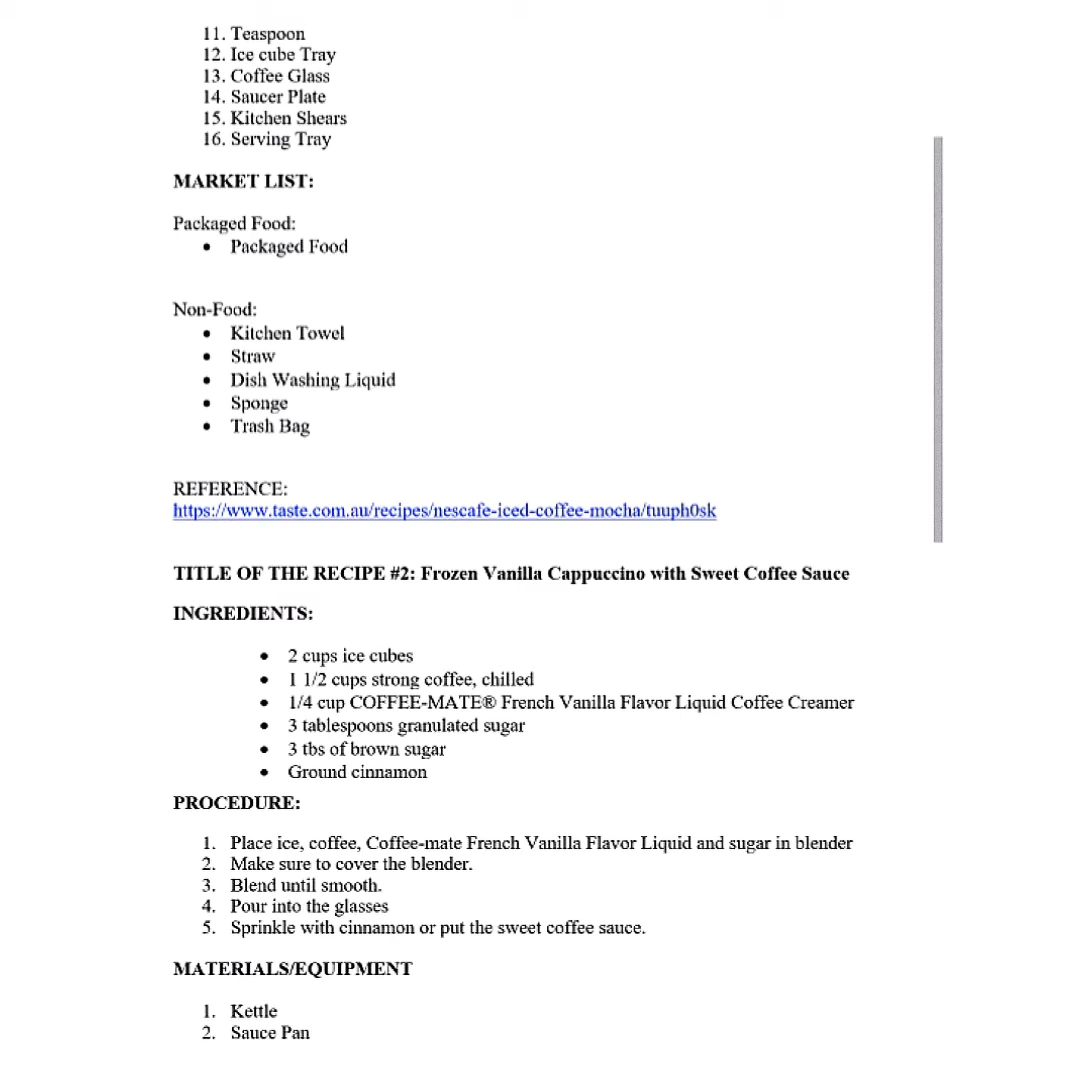 11. Teaspoon
12. Ice cube Tray
13. Coffee Glass
14. Saucer Plate
15. Kitchen Shears
16. Serving Tray
MARKET LIST:
Packaged Food:
• Packaged Food
Non-Food:
• Kitchen Towel
• Straw
• Dish Washing Liquid
• Sponge
• Trash Bag
REFERENCE:
https://www.taste.com.au/recipes/nescafe-iced-coffee-mocha/tuuph0sk
TITLE OF THE RECIPE #2: Frozen Vanilla Cappuccino with Sweet Coffee Sauce
INGREDIENTS:
• 2 cups ice cubes
• 1 1/2 cups strong coffee, chilled
• 1/4 cup COFFEE-MATE® French Vanilla Flavor Liquid Coffee Creamer
• 3 tablespoons granulated sugar
• 3 tbs of brown sugar
• Ground cinnamon
PROCEDURE:
1. Place ice, coffee, Coffee-mate French Vanilla Flavor Liquid and sugar in blender
2. Make sure to cover the blender.
3. Blend until smooth.
4. Pour into the glasses
5. Sprinkle with cinnamon or put the sweet coffee sauce.
MATERIALS/EQUIPMENT
1. Kettle
2. Sauce Pan